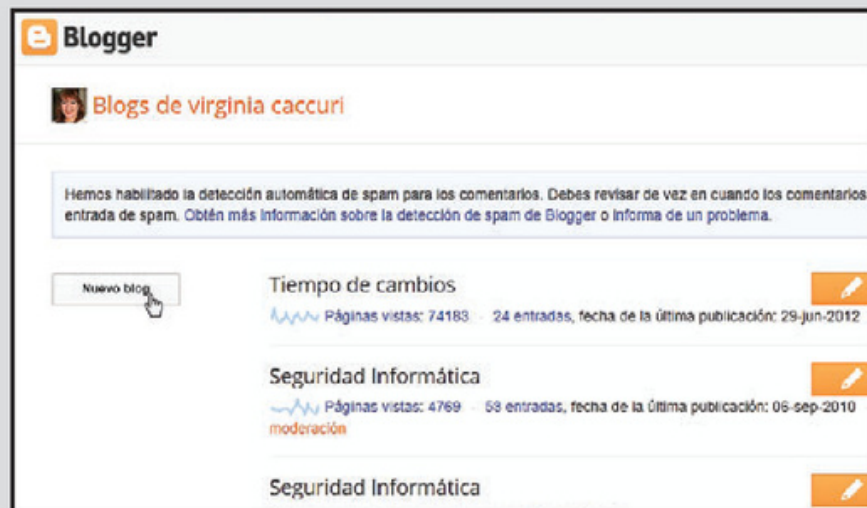 Blogger
Blogs de virginia caccuri
Hemos habilitado la detección automática de spam para los comentarios. Debes revisar de vez en cuando los comentarios
entrada de spam. Obtén más información sobre la detección de spam de Blogger o informa de un problema.
Nuevo blog
Tiempo de cambios
Páginas vistas: 74183 · 24 entradas, fecha de la última publicación: 29-jun-2012
Seguridad Informática
Páginas vistas: 4769 · 53 entradas, fecha de la última publicación: 06-sep-2010
moderación
Seguridad Informática